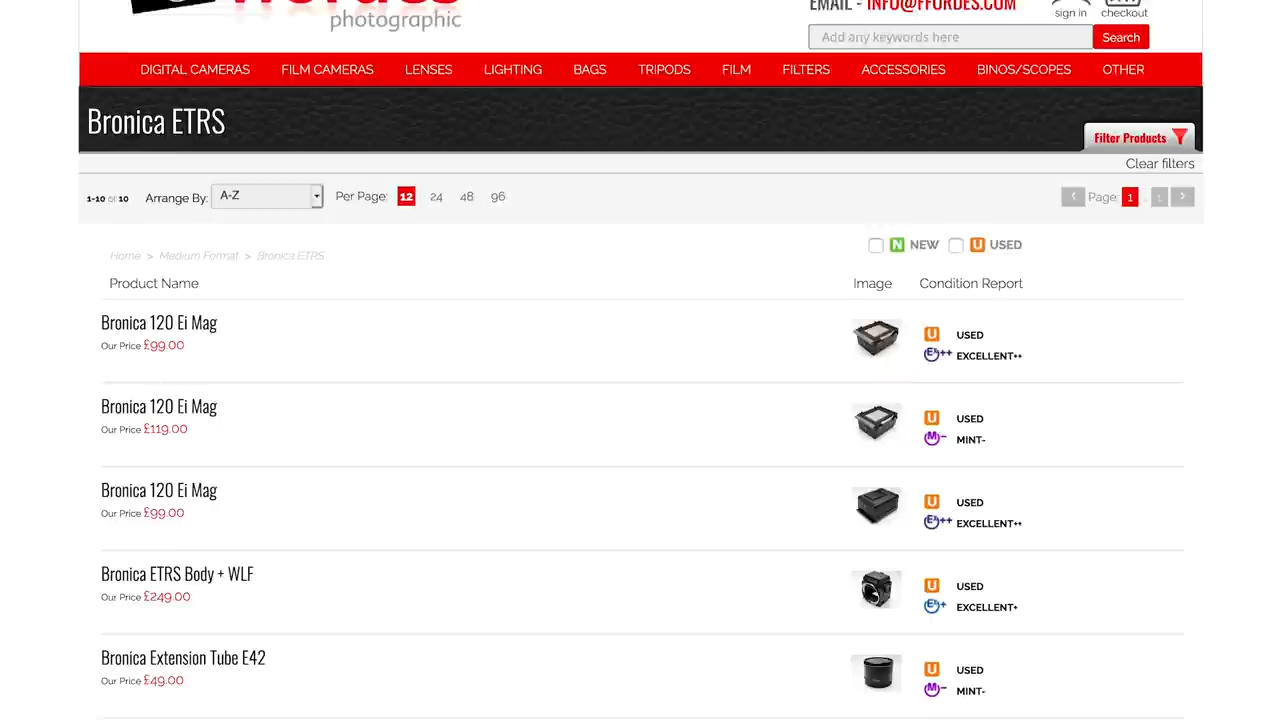 photographic
EMAIL - INFO@FFORDES.COM
sign in
checkout
Add any keywords here
Search
DIGITAL CAMERAS
FILM CAMERAS
LENSES
LIGHTING
BAGS
TRIPODS
FILM
FILTERS
ACCESSORIES
BINOS/SCOPES
OTHER
Bronica ETRS
Filter Products
Clear filters
1-10 of 10
Arrange By:
A-Z
Per Page:
12
24
48
96
Page:
1
1
N NEW
U USED
Home > Medium Format > Bronica ETRS
Product Name
Image
Condition Report
Bronica 120 Ei Mag
Our Price £99.00
U USED
E++ EXCELLENT++
Bronica 120 Ei Mag
Our Price £119.00
U USED
M- MINT-
Bronica 120 Ei Mag
Our Price £99.00
U USED
E++ EXCELLENT++
Bronica ETRS Body + WLF
Our Price £249.00
U USED
E+ EXCELLENT+
Bronica Extension Tube E42
Our Price £49.00
U USED
M- MINT-